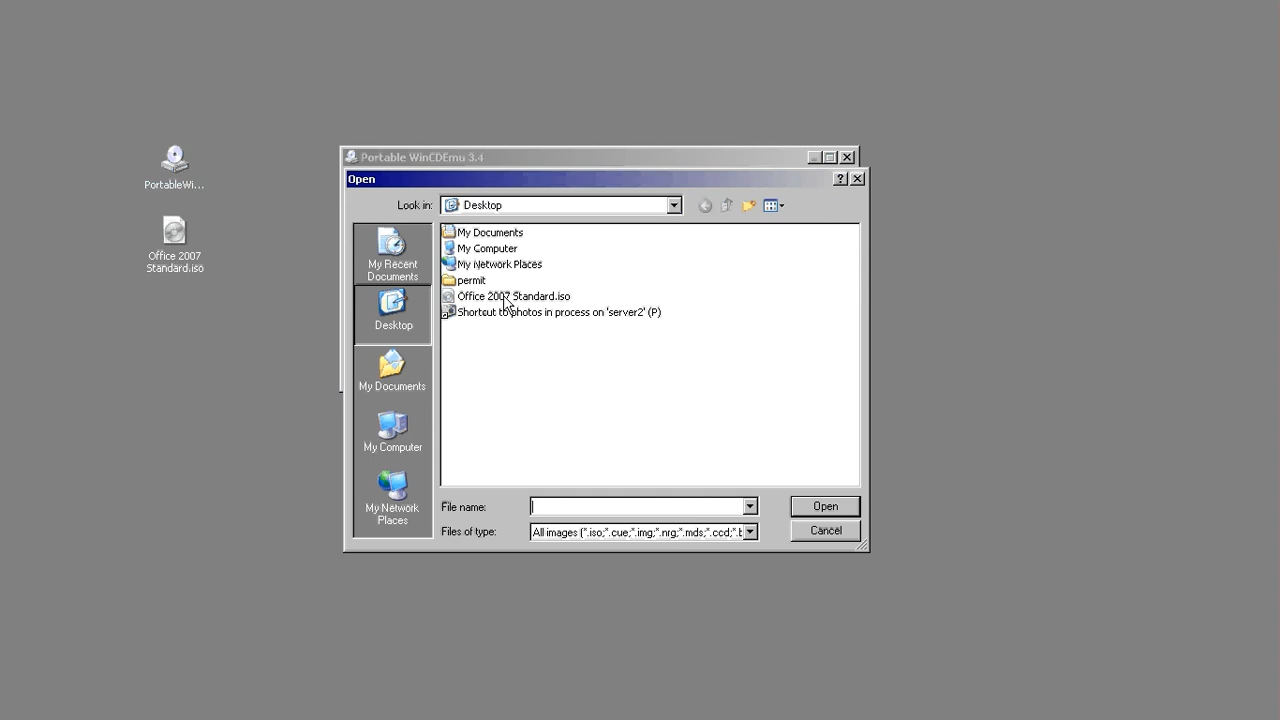 Portable WinCDEmu 3.4
Open
Look in:
Desktop
PortableWi...
Office 2007
Standard.iso
My Recent
Documents
Desktop
My Documents
My Computer
My Network
Places
My Documents
My Computer
My Network Places
permit
Office 2007 Standard.iso
Shortcut to photos in process on 'server2' (P)
File name:
Open
Files of type:
All images (*.iso;*.cue;*.img;*.nrg;*.mds;*.ccd;*.b
Cancel